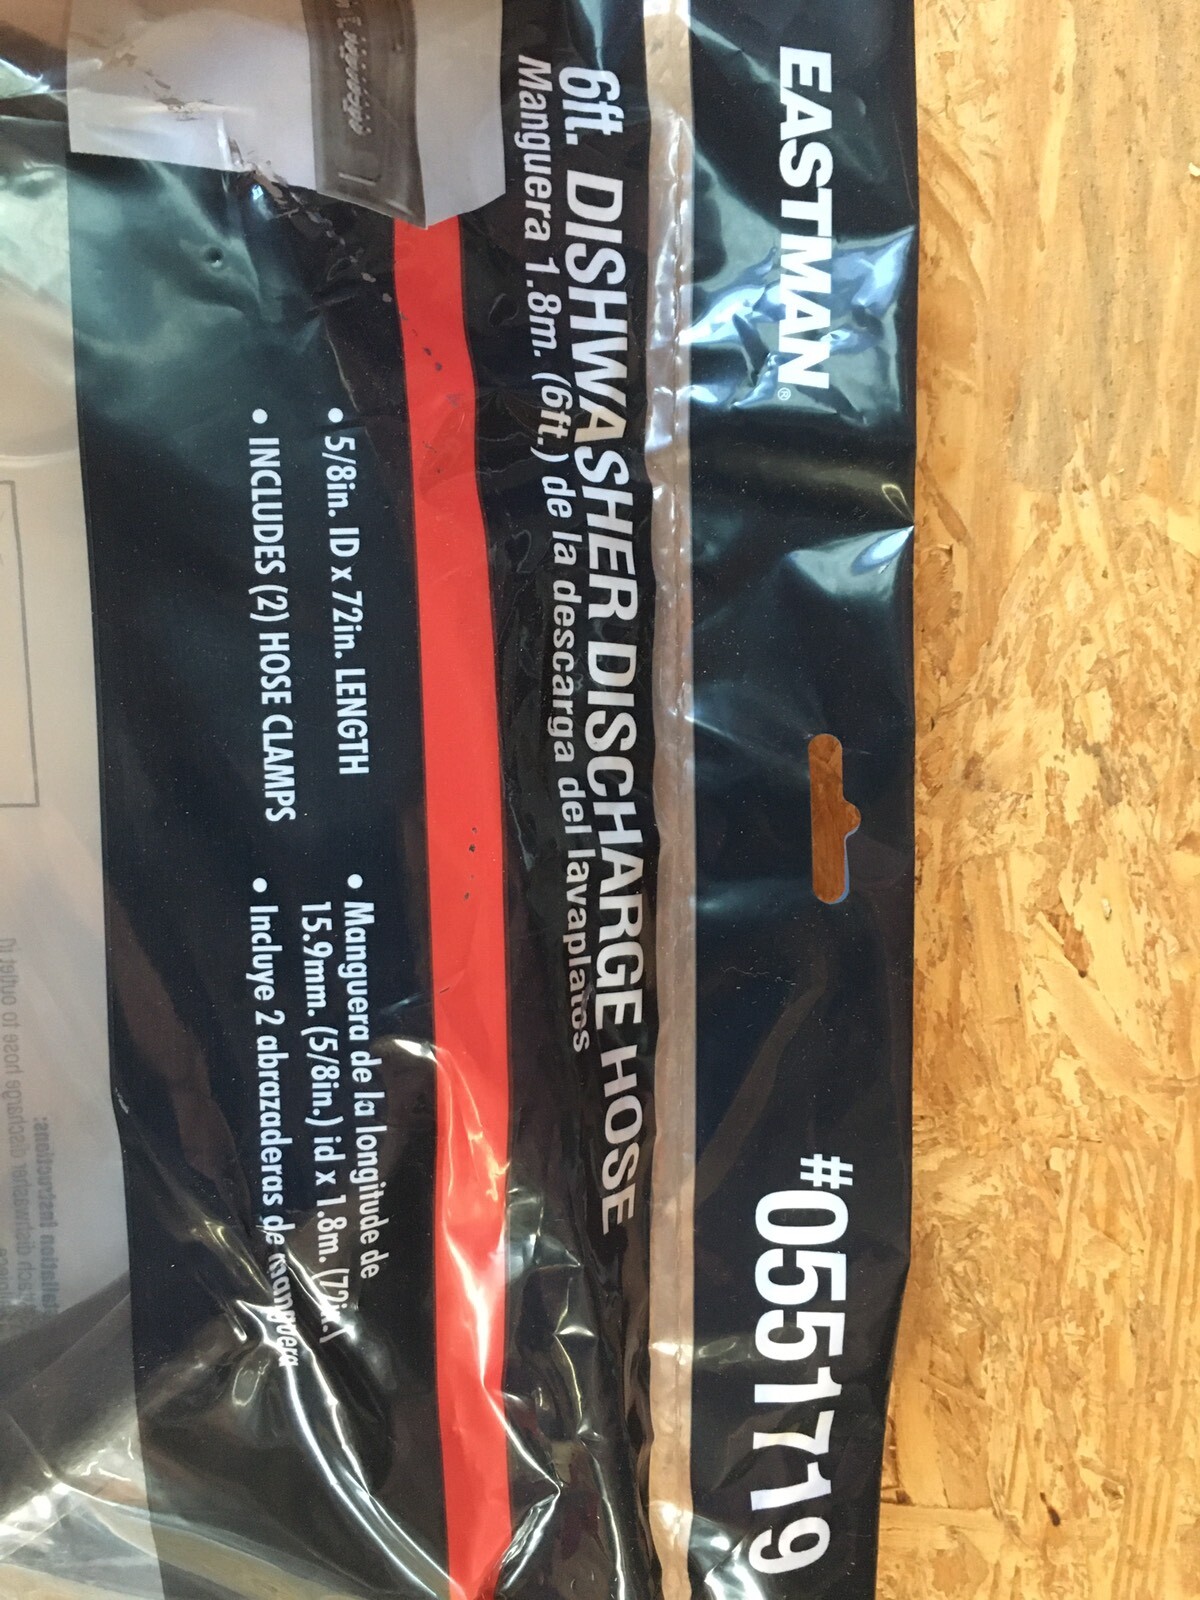 EASTMAN®
#0551719
6ft. DISHWASHER DISCHARGE HOSE
Manguera 1.8m. (6ft.) de la descarga del lavaplatos
• 5/8in. ID x 72in. LENGTH
• INCLUDES (2) HOSE CLAMPS
• Manguera de la longitude de
15.9mm. (5/8in.) id x 1.8m. (72in.)
• Incluye 2 abrazaderas de manguera